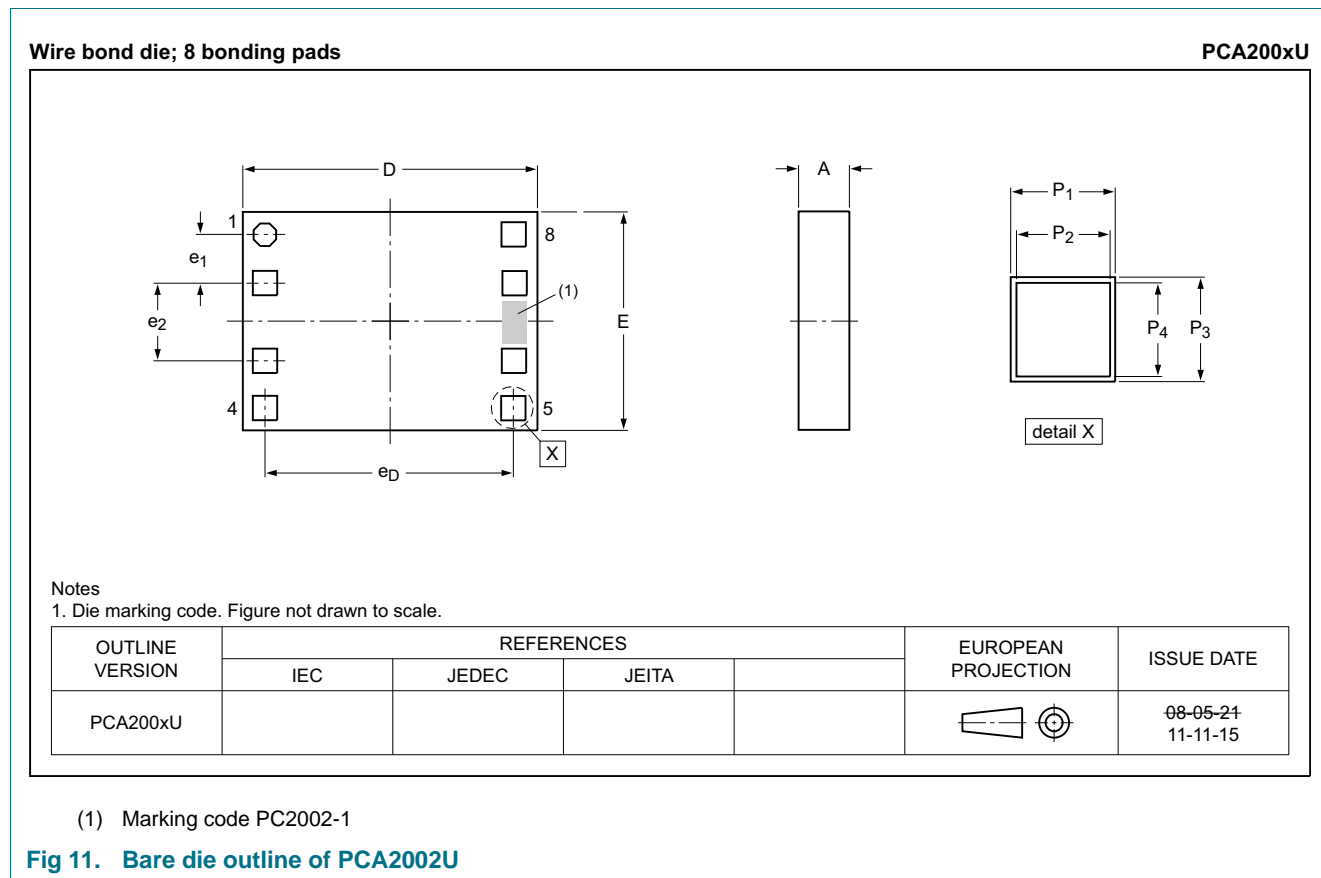 Wire bond die; 8 bonding pads PCA200xU
D
A
P1
P2
1
8
e1
(1)
e2
E
P4 P3
4
5
X
detail X
eD
Notes
1. Die marking code. Figure not drawn to scale.
OUTLINE VERSION
REFERENCES
EUROPEAN PROJECTION
ISSUE DATE
IEC JEDEC JEITA
PCA200xU
08-05-21
11-11-15
(1) Marking code PC2002-1
Fig 11. Bare die outline of PCA2002U